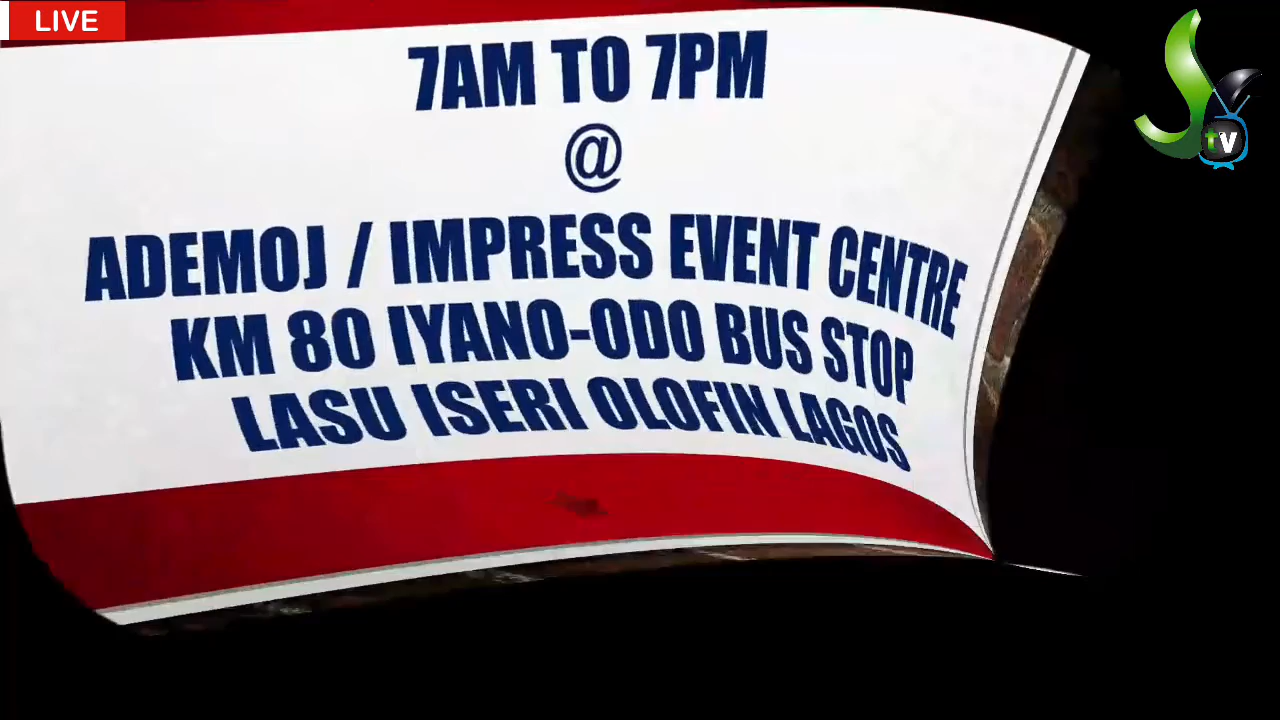 LIVE
7AM TO 7PM
@
ADEMOJ / IMPRESS EVENT CENTRE
KM 80 IYANO-ODO BUS STOP
LASU ISERI OLOFIN LAGOS
tv